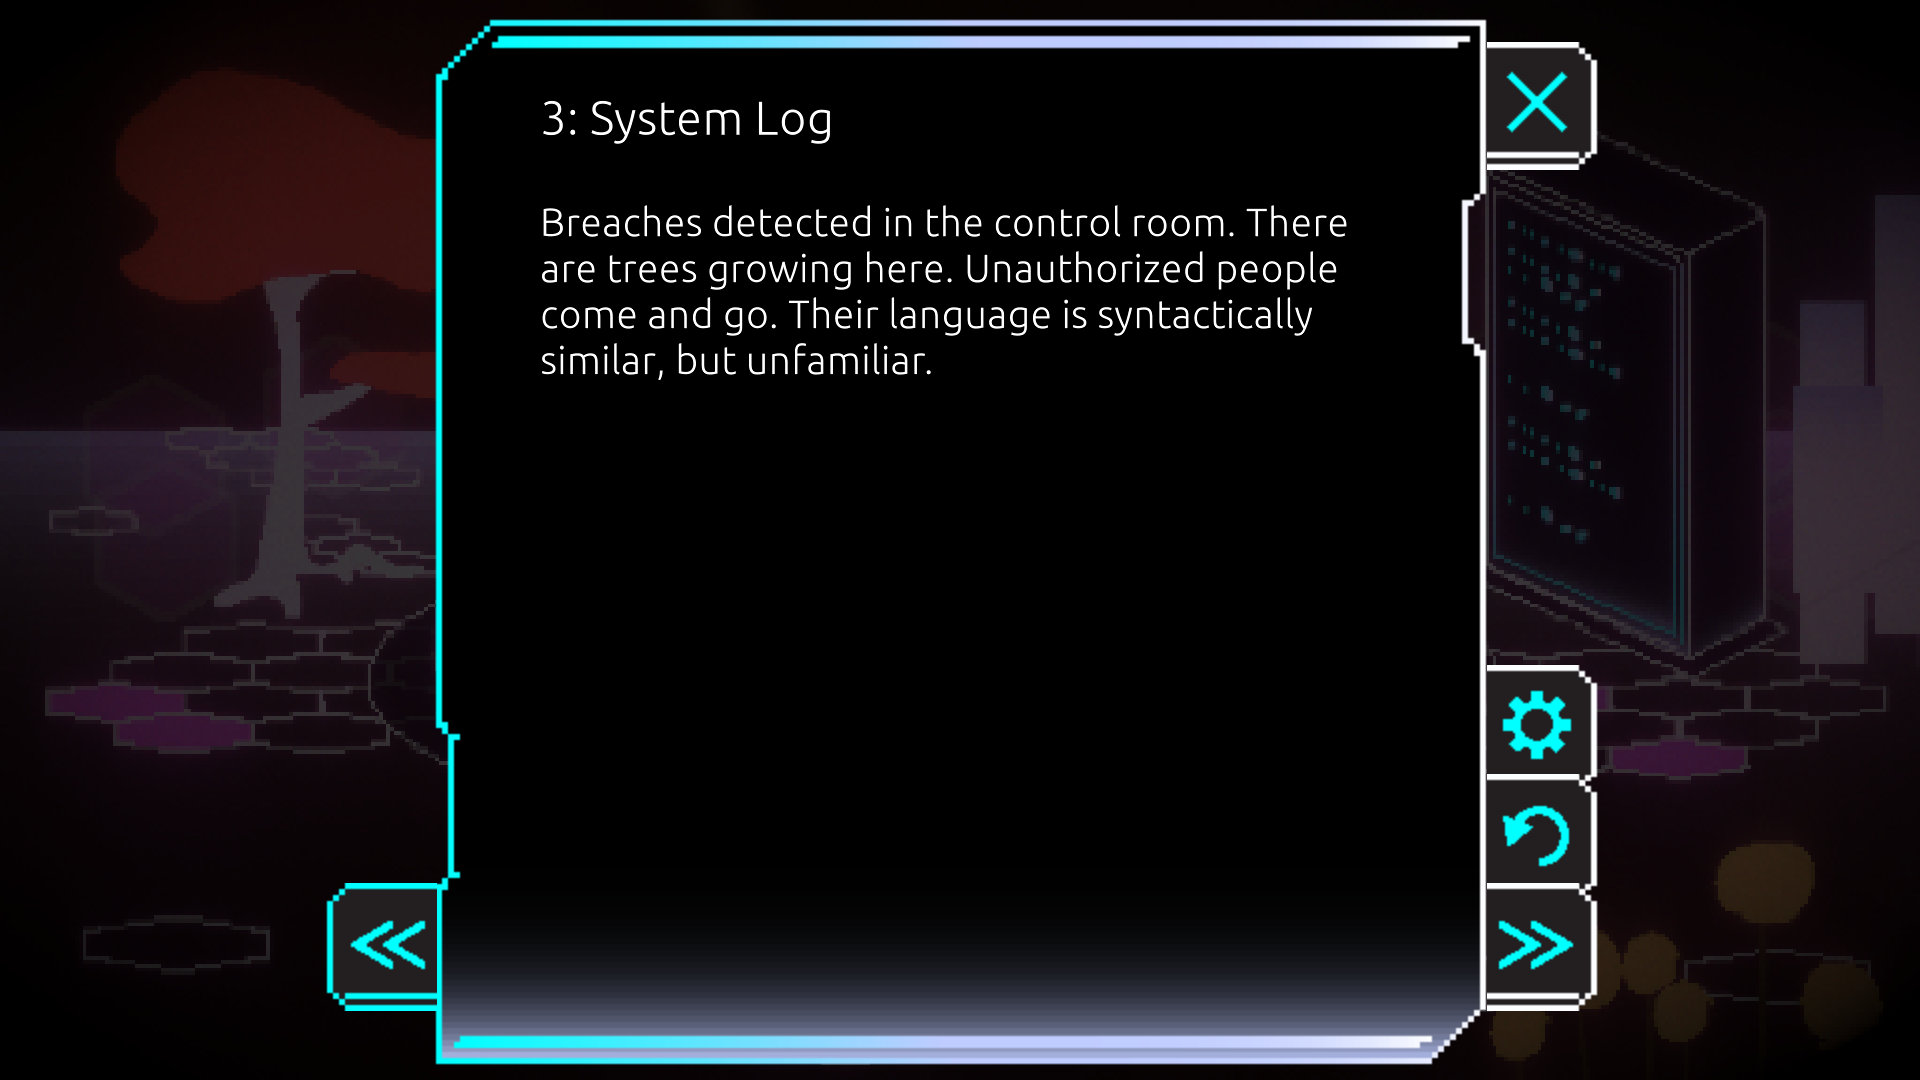 3: System Log
Breaches detected in the control room. There
are trees growing here. Unauthorized people
come and go. Their language is syntactically
similar, but unfamiliar.